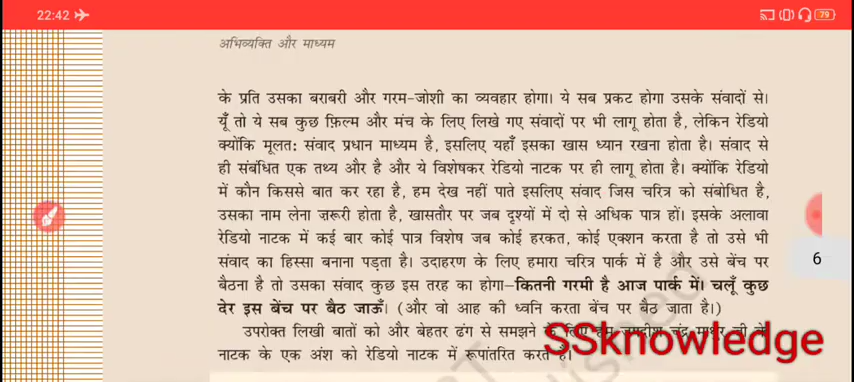 22:42
79
अभिव्यक्ति और माध्यम
के प्रति उसका बराबरी और गरम-जोशी का व्यवहार होगा। ये सब प्रकट होगा उसके संवादों से।
यूँ तो ये सब कुछ फ़िल्म और मंच के लिए लिखे गए संवादों पर भी लागू होता है, लेकिन रेडियो
क्योंकि मूलतः संवाद प्रधान माध्यम है, इसलिए यहाँ इसका खास ध्यान रखना होता है। संवाद से
ही संबंधित एक तथ्य और है और ये विशेषकर रेडियो नाटक पर ही लागू होता है। क्योंकि रेडियो
में कौन किससे बात कर रहा है, हम देख नहीं पाते इसलिए संवाद जिस चरित्र को संबोधित है,
उसका नाम लेना ज़रूरी होता है, खासतौर पर जब दृश्यों में दो से अधिक पात्र हों। इसके अलावा
रेडियो नाटक में कई बार कोई पात्र विशेष जब कोई हरकत, कोई एक्शन करता है तो उसे भी
संवाद का हिस्सा बनाना पड़ता है। उदाहरण के लिए हमारा चरित्र पार्क में है और उसे बेंच पर
6
बैठना है तो उसका संवाद कुछ इस तरह का होगा–कितनी गरमी है आज पार्क में। चलूँ कुछ
देर इस बेंच पर बैठ जाऊँ। (और वो आह की ध्वनि करता बेंच पर बैठ जाता है।)
उपरोक्त लिखी बातों को और बेहतर ढंग से समझने के लिए हम जगदीश चंद्र माथुर जी के
नाटक के एक अंश को रेडियो नाटक में रूपांतरित करते हैं।
SSknowledge